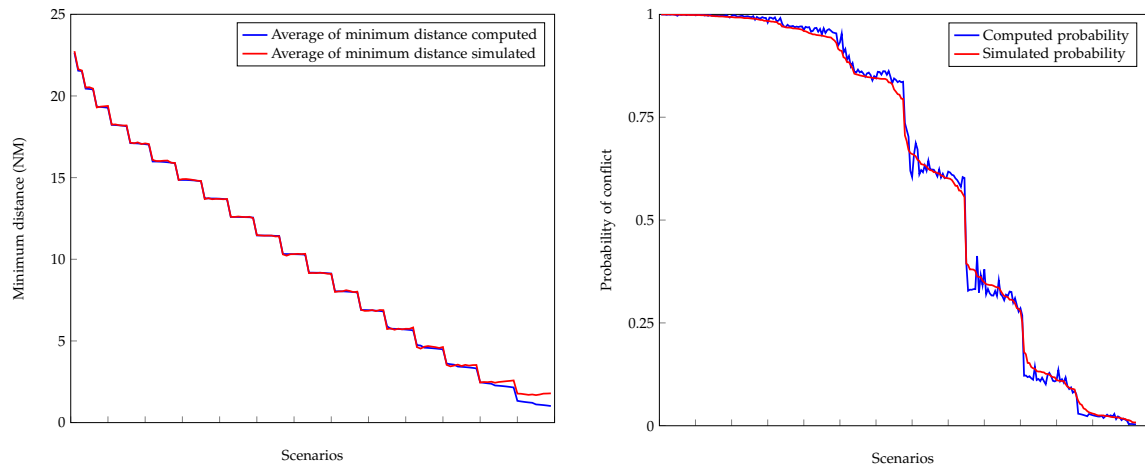 25
20
15
10
5
0
Minimum distance (NM)
Scenarios
Average of minimum distance computed
Average of minimum distance simulated
1
0.75
0.5
0.25
0
Probability of conflict
Scenarios
Computed probability
Simulated probability